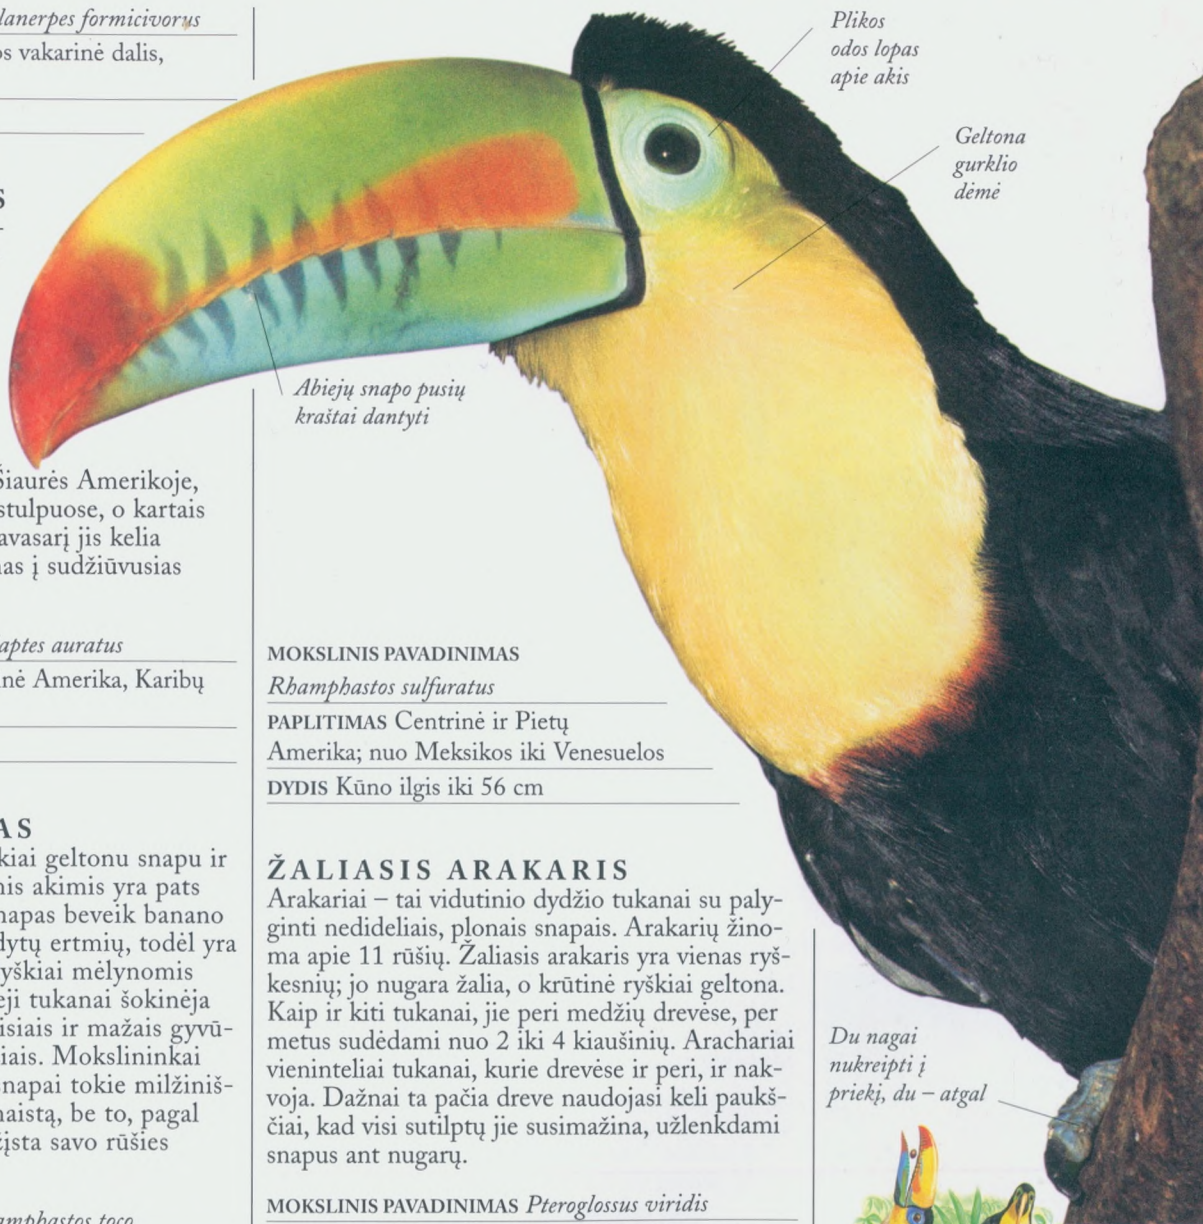 lanerpes formicivorus
os vakarinė dalis,
S
Šiaurės Amerikoje,
stulpuose, o kartais
avasarį jis kelia
nas į sudžiūvusias
aptes auratus
inė Amerika, Karibų
AS
kiai geltonu snapu ir
nis akimis yra pats
napas beveik banano
dytų ertmių, todėl yra
ryškiai mėlynomis
eji tukanai šokinėja
isiais ir mažais gyvū-
iais. Mokslininkai
snapai tokie milžiniš-
naistą, be to, pagal
žįsta savo rūšies
amphastos toco
Plikos
odos lopas
apie akis
Geltona
gurklio
dėmė
Abiejų snapo pusių
kraštai dantyti
MOKSLINIS PAVADINIMAS
Rhamphastos sulfuratus
PAPLITIMAS Centrinė ir Pietų
Amerika; nuo Meksikos iki Venesuelos
DYDIS Kūno ilgis iki 56 cm
ŽALIASIS ARAKARIS
Arakariai – tai vidutinio dydžio tukanai su paly-
ginti nedideliais, plonais snapais. Arakarių žino-
ma apie 11 rūšių. Žaliasis arakaris yra vienas ryš-
kesnių; jo nugara žalia, o krūtinė ryškiai geltona.
Kaip ir kiti tukanai, jie peri medžių drevėse, per
metus sudėdami nuo 2 iki 4 kiaušinių. Arachariai
vieninteliai tukanai, kurie drevėse ir peri, ir nak-
voja. Dažnai ta pačia dreve naudojasi keli paukš-
čiai, kad visi sutilptų jie susimažina, užlenkdami
snapus ant nugarų.
MOKSLINIS PAVADINIMAS Pteroglossus viridis
Du nagai
nukreipti į
priekį, du – atgal